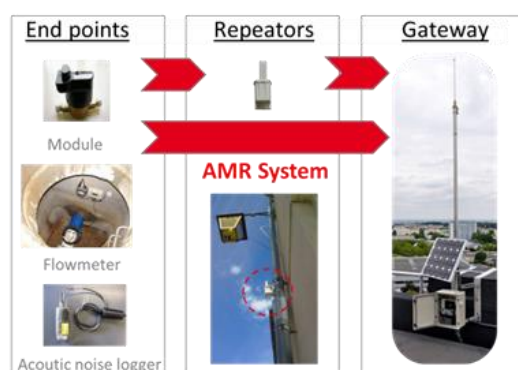 End points
Repeators
Gateway
Module
AMR System
Flowmeter
Acoutic noise logger